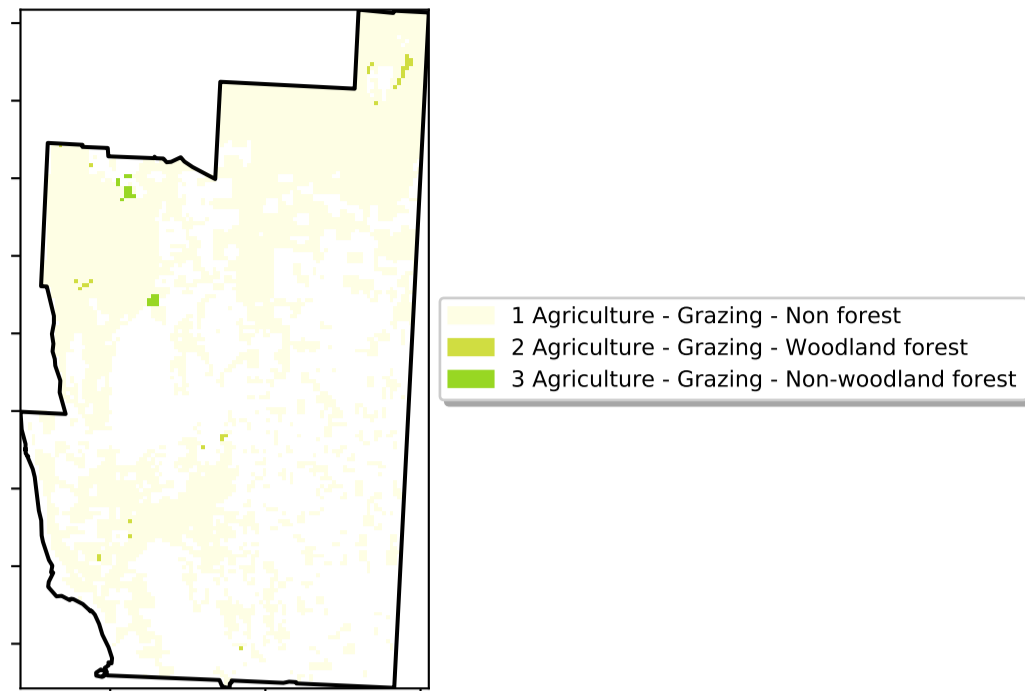 1 Agriculture - Grazing - Non forest
2 Agriculture - Grazing - Woodland forest
3 Agriculture - Grazing - Non-woodland forest